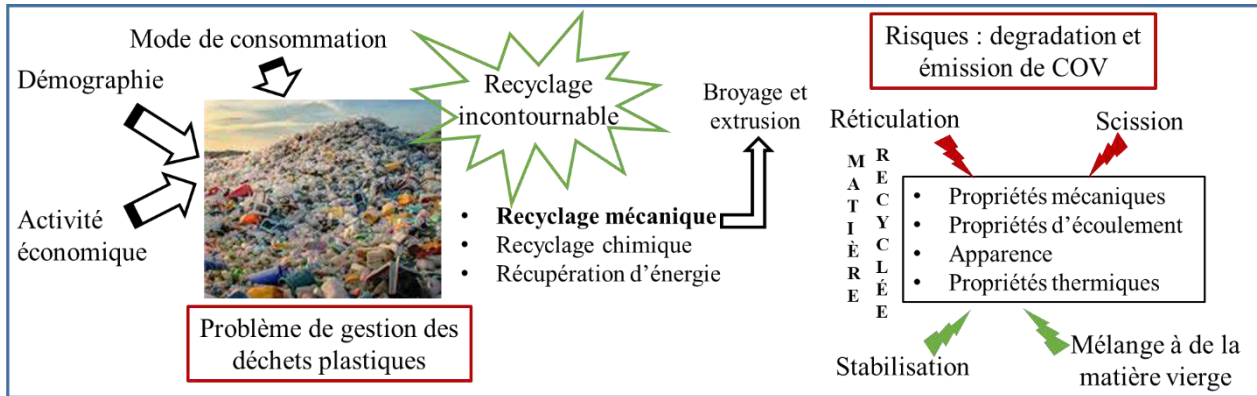 Mode de consommation
Démographie
Activité
économique
Problème de gestion des
déchets plastiques
Recyclage
incontournable
• Recyclage mécanique
• Recyclage chimique
• Récupération d'énergie
Broyage et
extrusion
Risques : degradation et
émission de COV
Réticulation
Scission
MATIÈRE
RECYCLÉE
• Propriétés mécaniques
• Propriétés d'écoulement
• Apparence
• Propriétés thermiques
Stabilisation
Mélange à de la
matière vierge